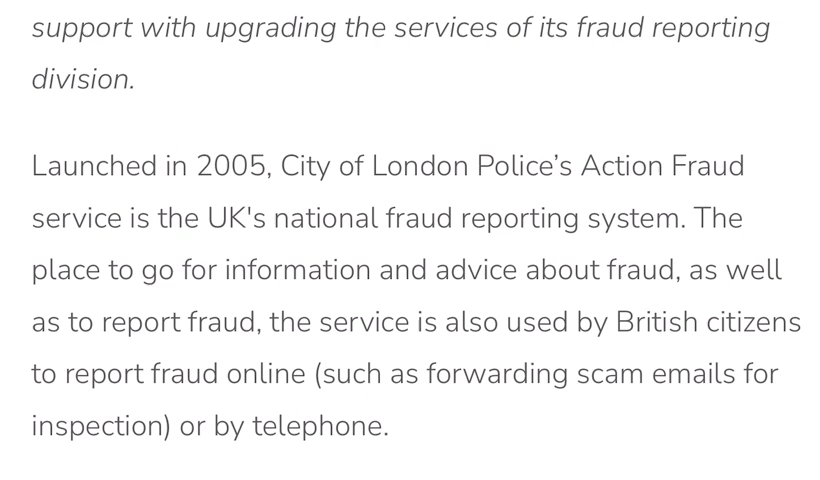 support with upgrading the services of its fraud reporting
division.
Launched in 2005, City of London Police’s Action Fraud
service is the UK's national fraud reporting system. The
place to go for information and advice about fraud, as well
as to report fraud, the service is also used by British citizens
to report fraud online (such as forwarding scam emails for
inspection) or by telephone.